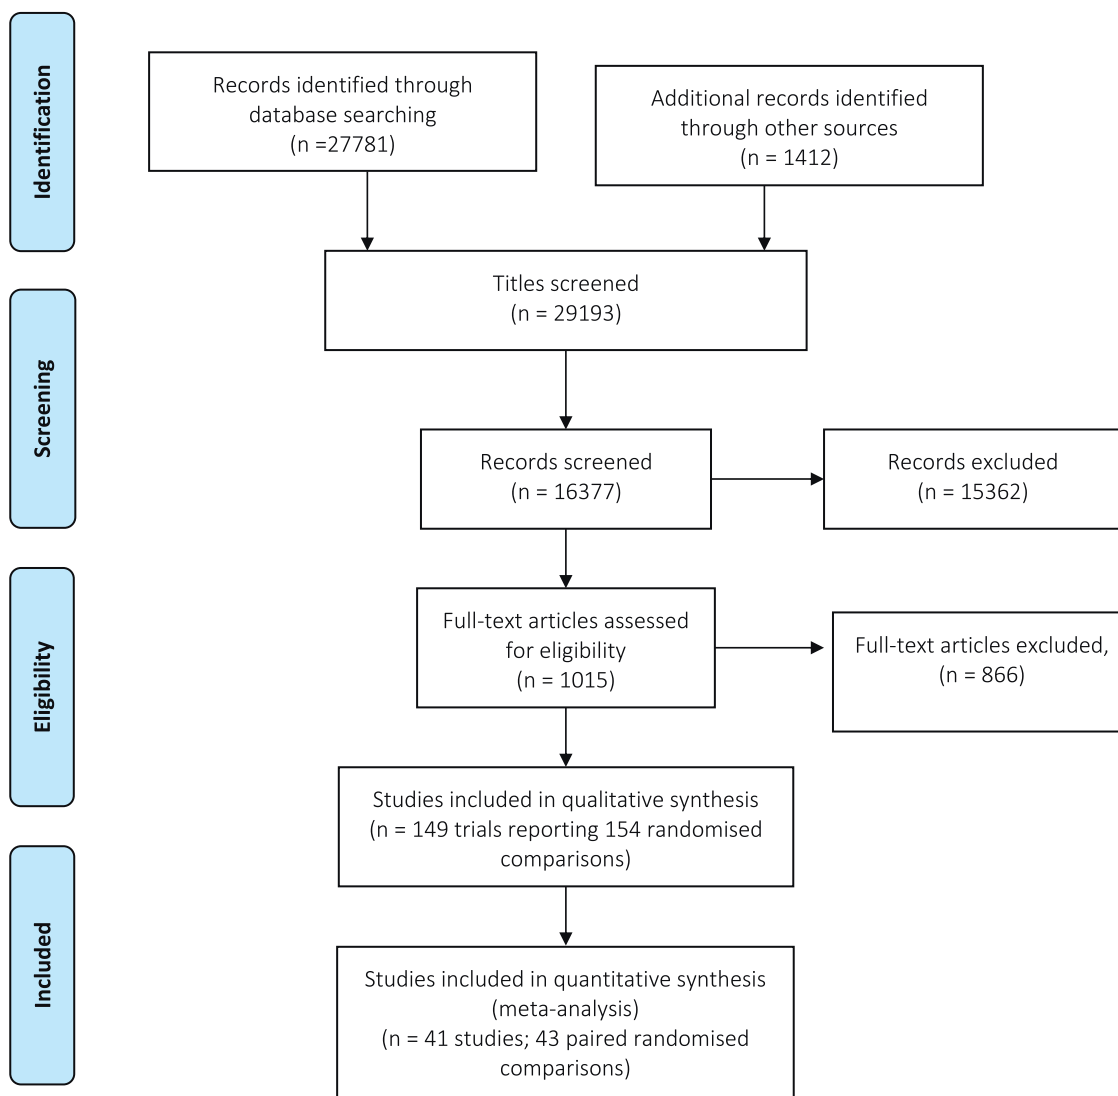 Identification
Records identified through
database searching
(n =27781)
Additional records identified
through other sources
(n = 1412)
Titles screened
(n = 29193)
Screening
Records screened
(n = 16377)
Records excluded
(n = 15362)
Eligibility
Full-text articles assessed
for eligibility
(n = 1015)
Full-text articles excluded,
(n = 866)
Studies included in qualitative synthesis
(n = 149 trials reporting 154 randomised
comparisons)
Included
Studies included in quantitative synthesis
(meta-analysis)
(n = 41 studies; 43 paired randomised
comparisons)